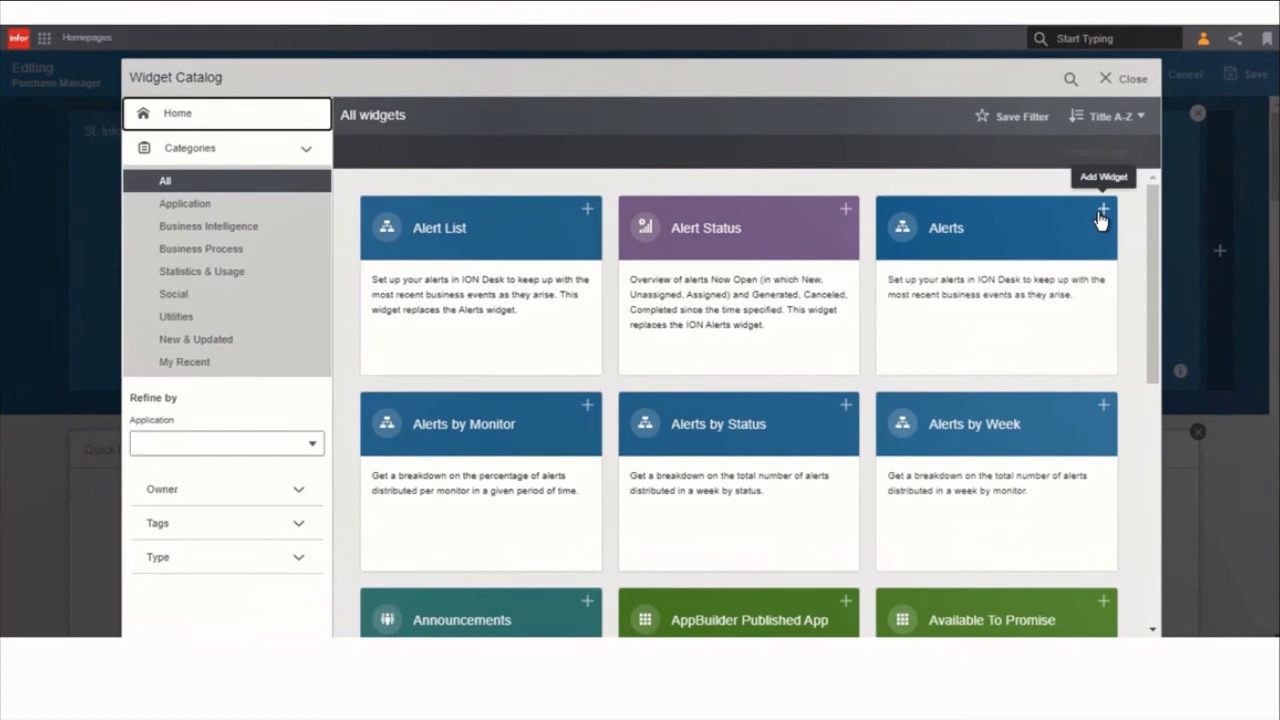 infor
Homepages
Start Typing
Editing
Purchase Manager
Cancel
Save
Widget Catalog
Close
Home
Categories
All
Application
Business Intelligence
Business Process
Statistics & Usage
Social
Utilities
New & Updated
My Recent
Refine by
Application
Owner
Tags
Type
All widgets
Save Filter
Title A-Z
Add Widget
Alert List
Set up your alerts in ION Desk to keep up with the
most recent business events as they arise. This
widget replaces the Alerts widget.
Alert Status
Overview of alerts Now Open (in which New,
Unassigned, Assigned) and Generated, Canceled,
Completed since the time specified. This widget
replaces the ION Alerts widget.
Alerts
Set up your alerts in ION Desk to keep up with the
most recent business events as they arise.
Alerts by Monitor
Get a breakdown on the percentage of alerts
distributed per monitor in a given period of time.
Alerts by Status
Get a breakdown on the total number of alerts
distributed in a week by status.
Alerts by Week
Get a breakdown on the total number of alerts
distributed in a week by monitor.
Announcements
AppBuilder Published App
Available To Promise
Quick